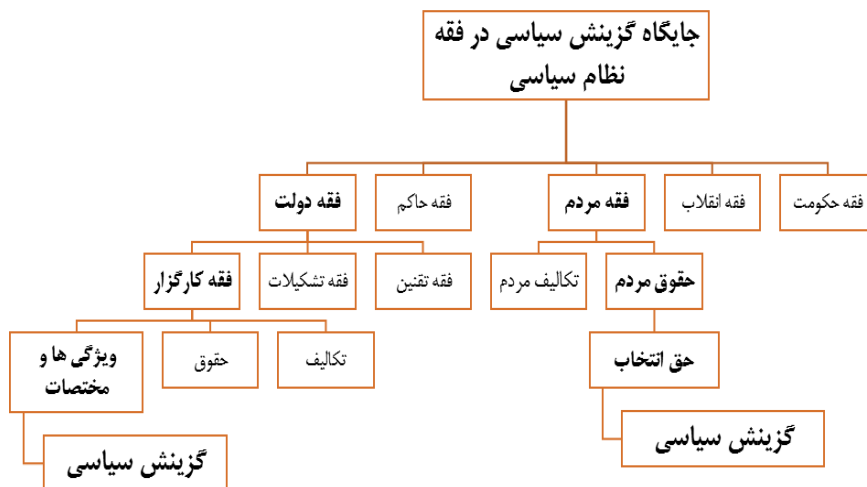 جایگاه گزینش سیاسی در فقه
نظام سیاسی
فقه حکومت
فقه انقلاب
فقه مردم
فقه حاکم
فقه دولت
حقوق مردم
تکالیف مردم
فقه تقنین
فقه تشکیلات
فقه کارگزار
حق انتخاب
تکالیف
حقوق
ویژگی ها و
مختصات
گزینش سیاسی
گزینش سیاسی